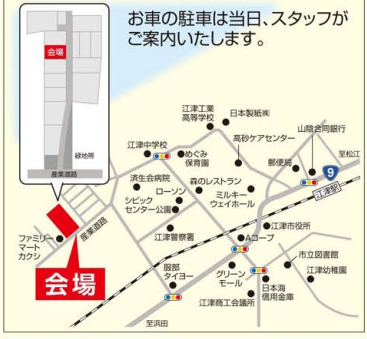 お車の駐車は当日、スタッフが
ご案内いたします。
会場
緑地帯
産業道路
江津工業
高等学校
日本製紙㈱
山陰合同銀行
江津中学校
めぐみ
保育園
高砂ケアセンター
郵便局
至松江
9
済生会病院
森のレストラン
江津駅
ローソン
ミルキー
ウェイホール
シビック
センター公園
産業道路
江津警察署
江津市役所
Aコープ
ファミリー
マート
カクシ
会場
服部
タイヨー
グリーン
モール
市立図書館
江津幼稚園
日本海
信用金庫
江津商工会議所
至浜田